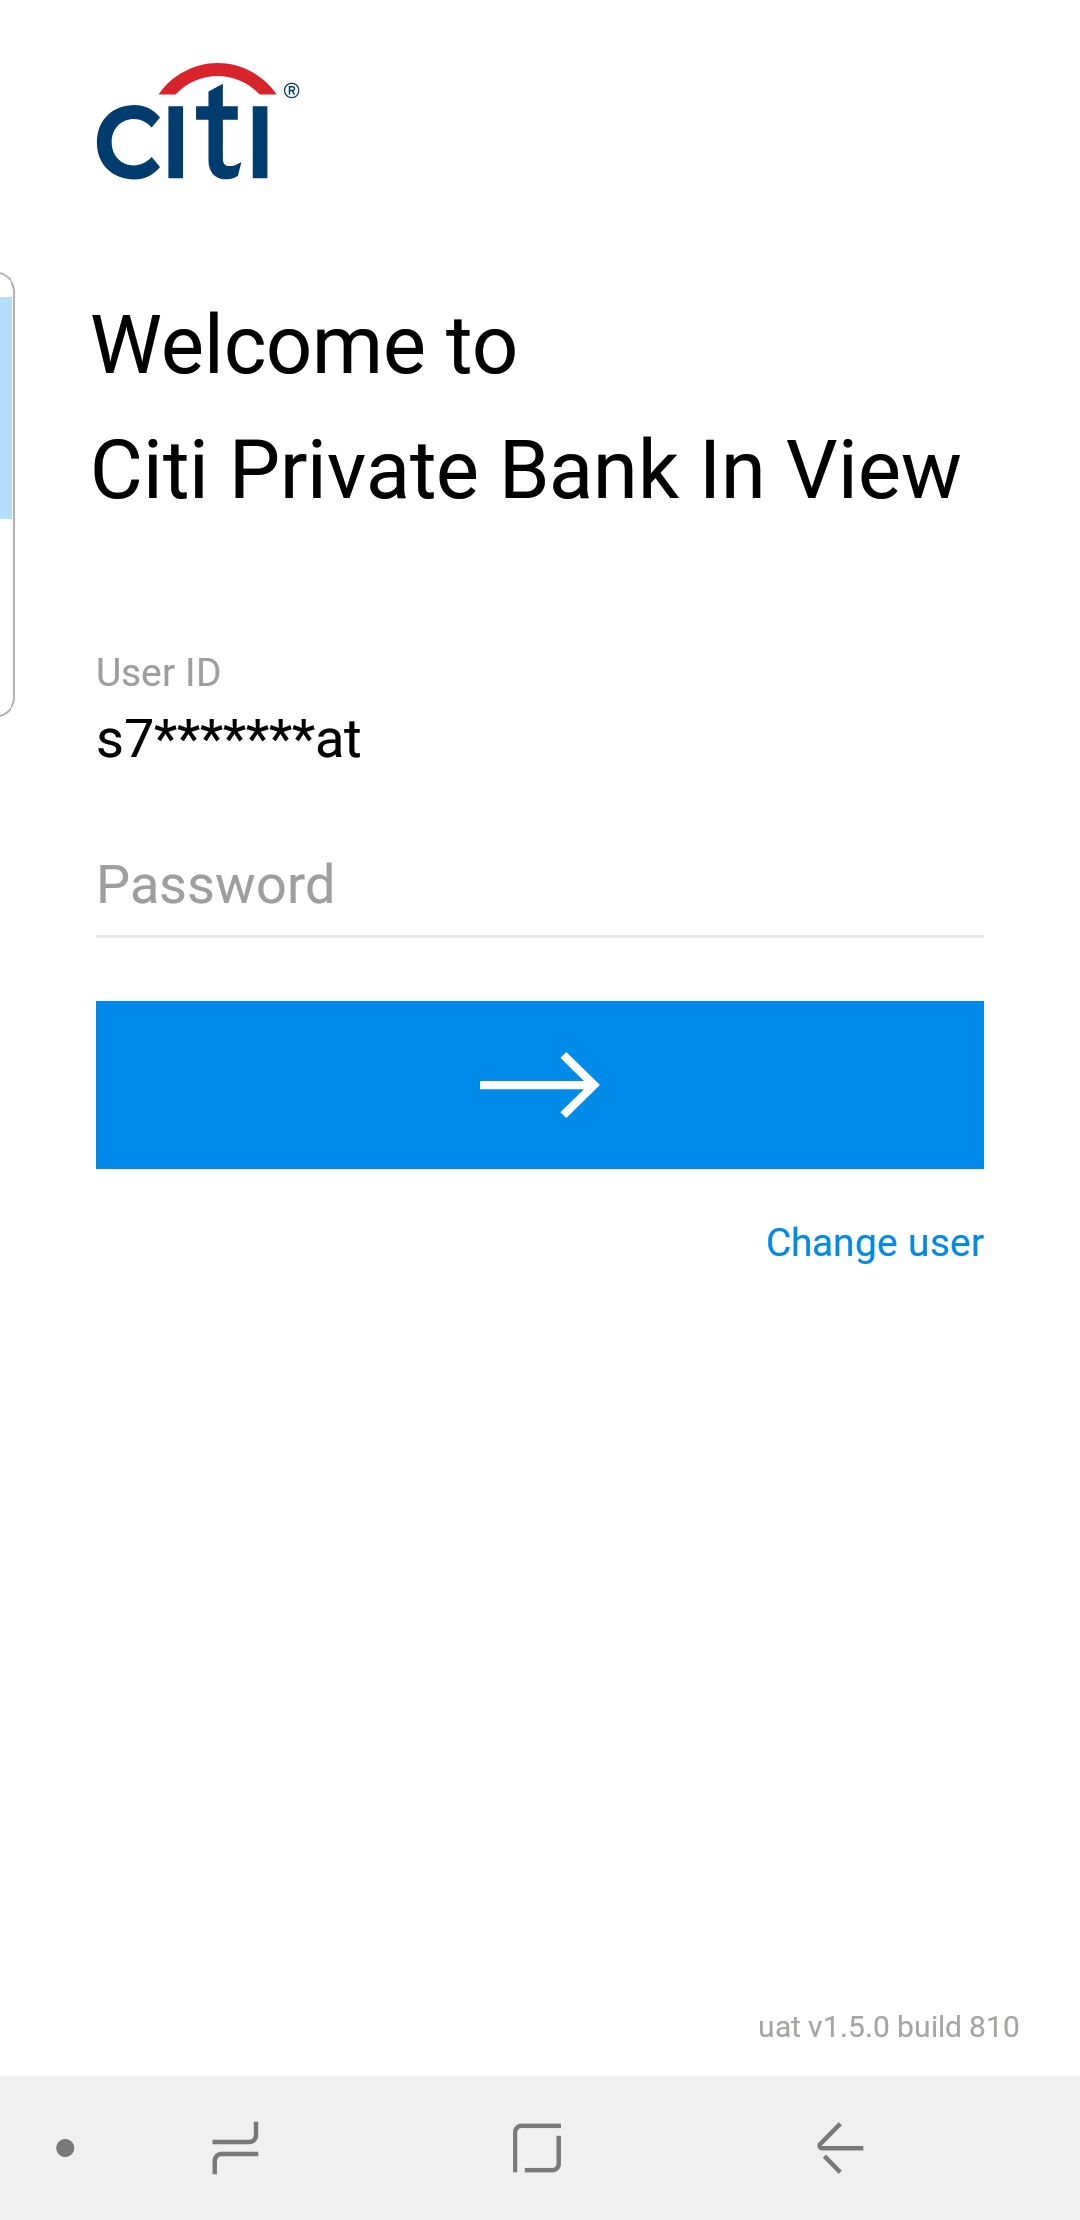 citi®
Welcome to
Citi Private Bank In View
User ID
s7*******at
Password
Change user
uat v1.5.0 build 810